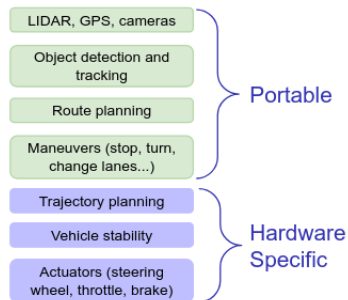 LIDAR, GPS, cameras
Object detection and
tracking
Route planning
Maneuvers (stop, turn,
change lanes...)
Portable
Trajectory planning
Vehicle stability
Actuators (steering
wheel, throttle, brake)
Hardware
Specific